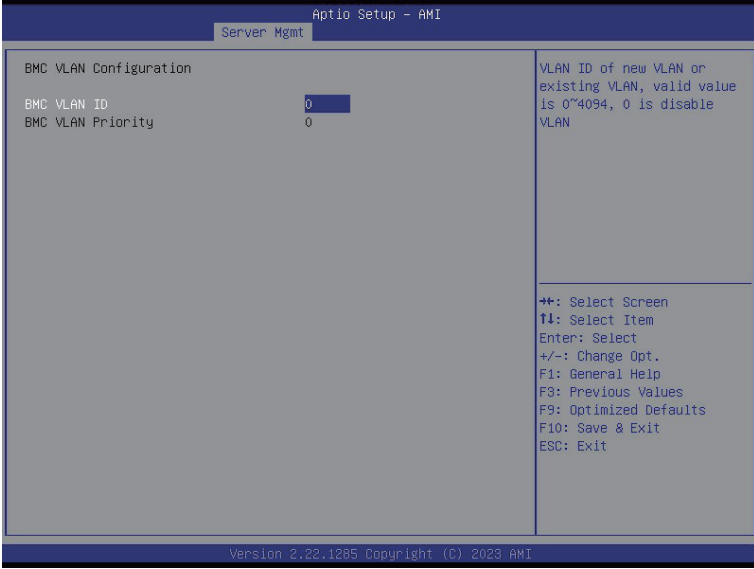 Aptio Setup – AMI
Server Mgmt
BMC VLAN Configuration
BMC VLAN ID 0
BMC VLAN Priority 0
VLAN ID of new VLAN or
existing VLAN, valid value
is 0~4094, 0 is disable
VLAN
→←: Select Screen
↑↓: Select Item
Enter: Select
+/-: Change Opt.
F1: General Help
F3: Previous Values
F9: Optimized Defaults
F10: Save & Exit
ESC: Exit
Version 2.22.1285 Copyright (C) 2023 AMI